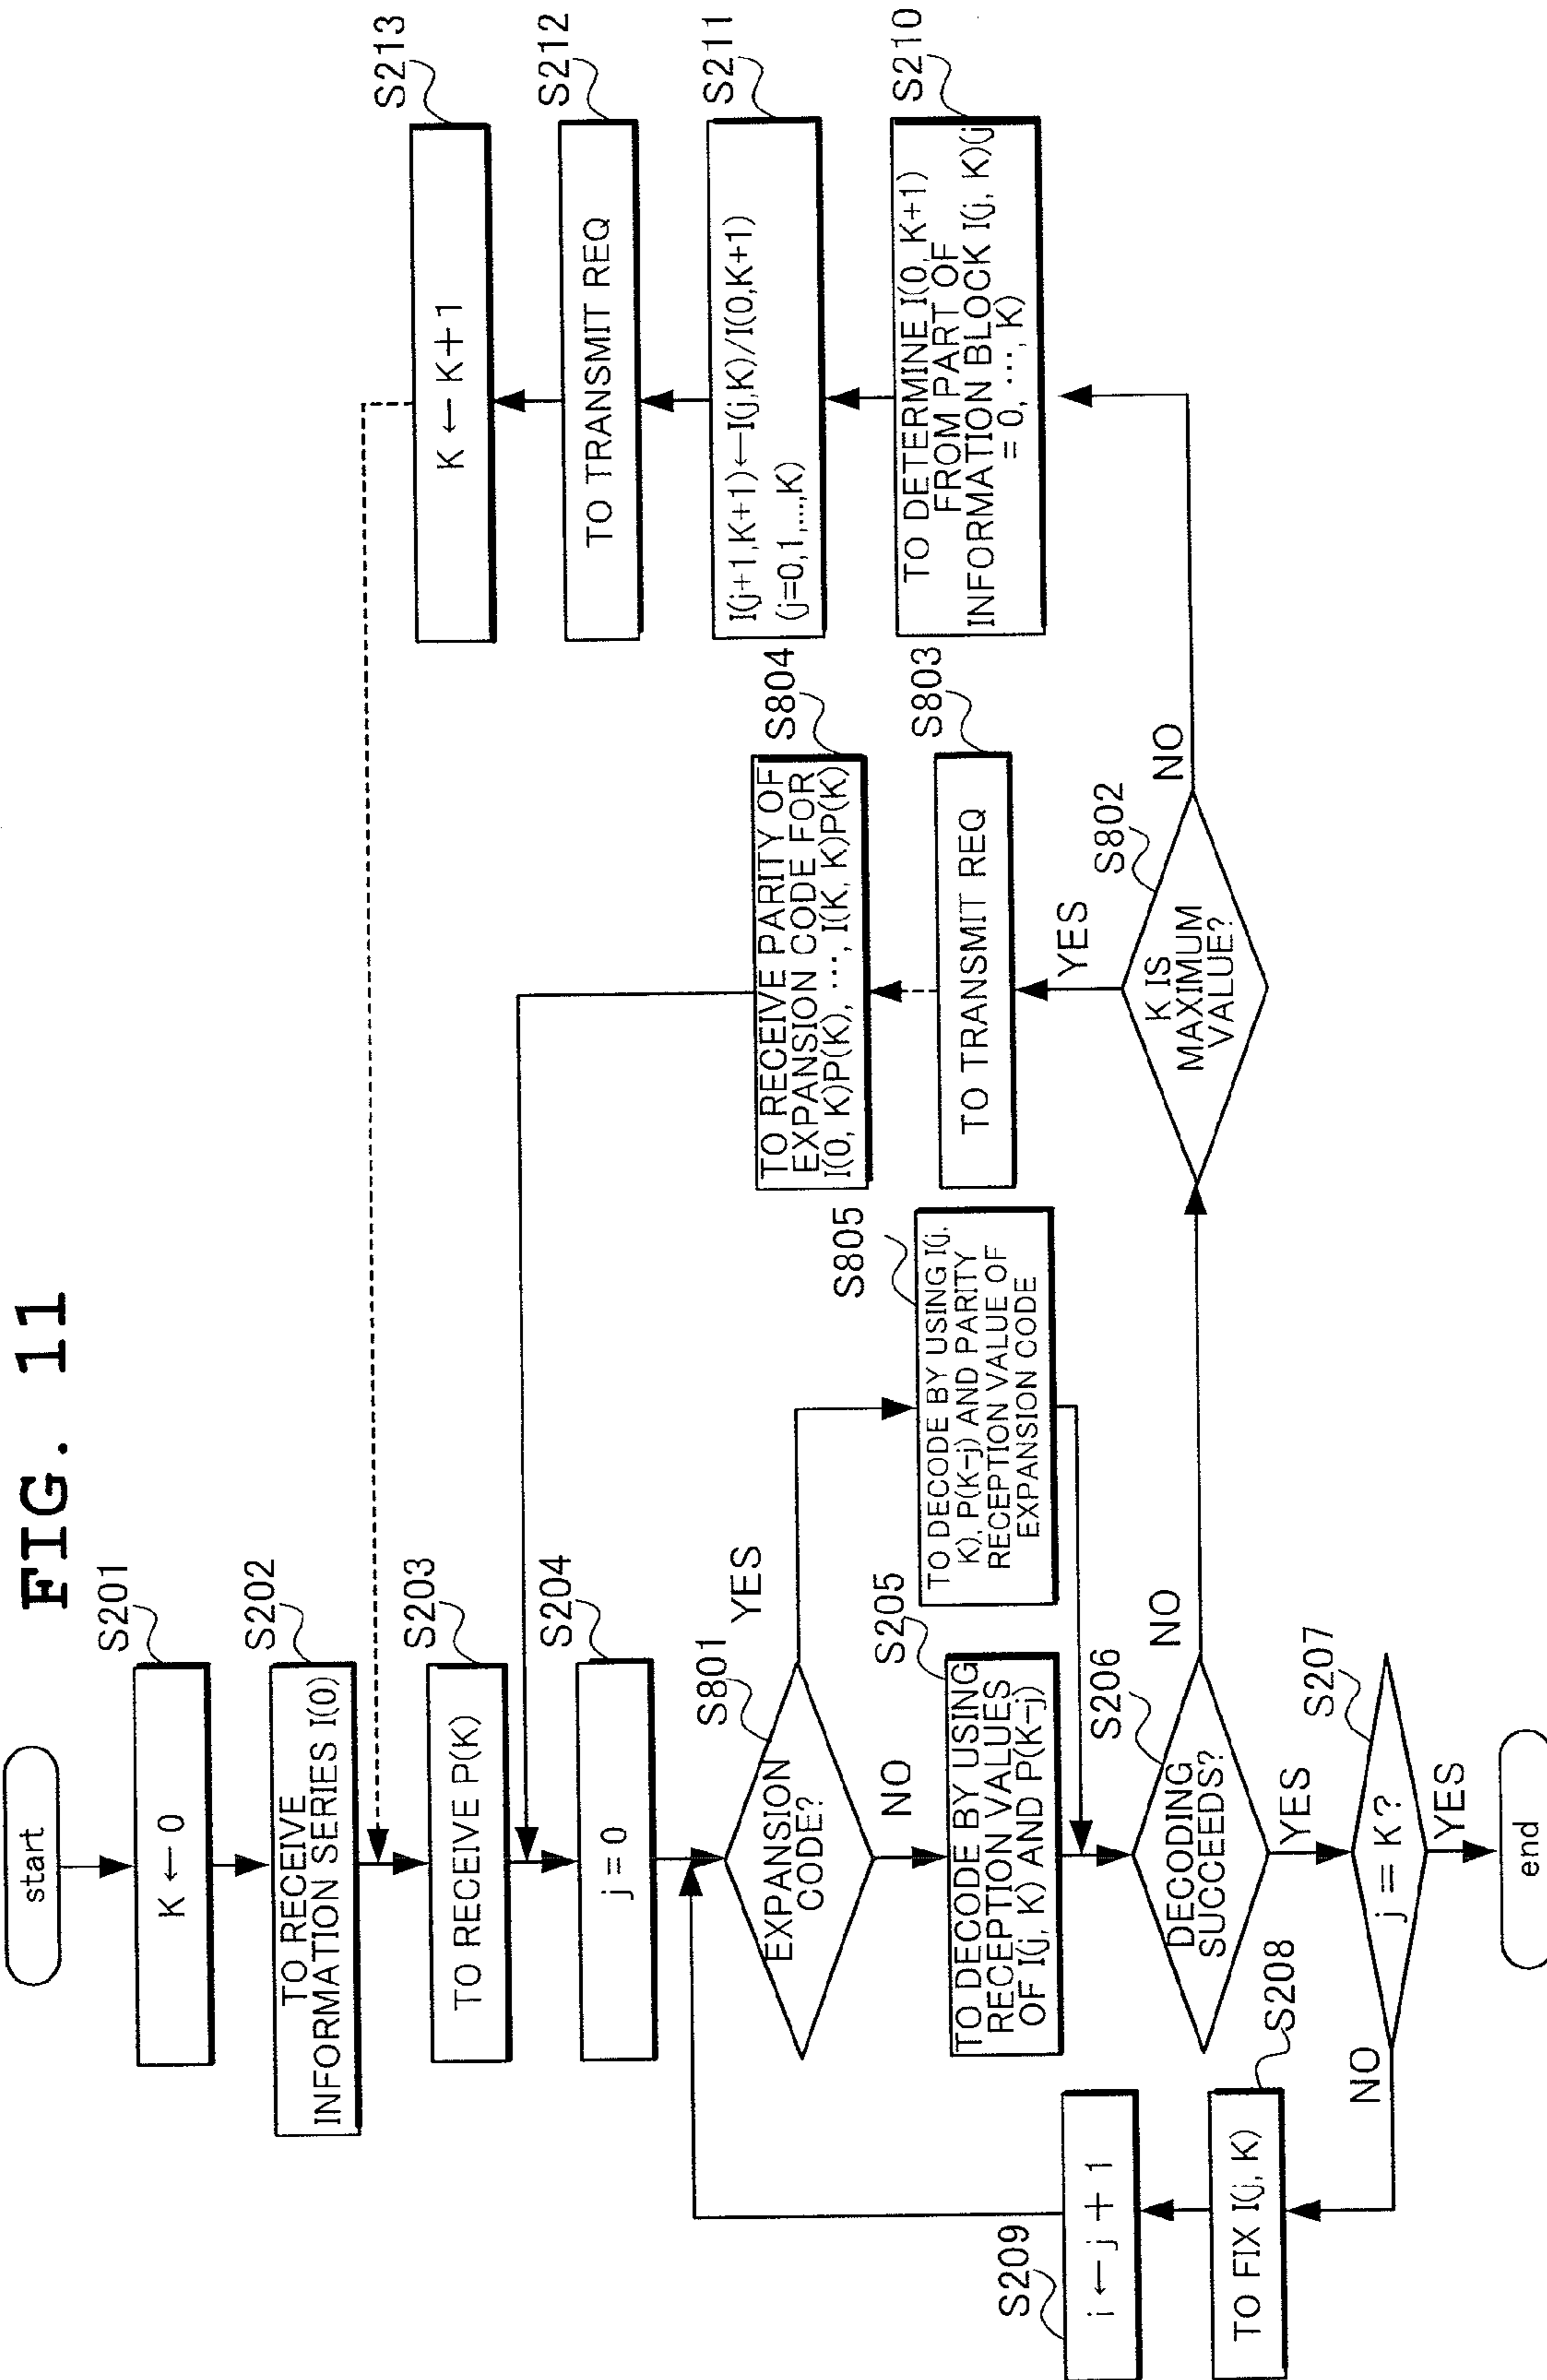 FIG. 11
start
S201
K ← 0
S202
TO RECEIVE
INFORMATION SERIES I(0)
S203
TO RECEIVE P(K)
S204
j = 0
S801
EXPANSION
CODE?
YES
NO
S205
TO DECODE BY USING
RECEPTION VALUES
OF I(j, K) AND P(K-j)
S805
TO DECODE BY USING I(j,
K), P(K-j) AND PARITY
RECEPTION VALUE OF
EXPANSION CODE
S206
DECODING
SUCCEEDS?
NO
YES
S207
j = K?
YES
NO
end
S208
TO FIX I(j, K)
S209
i ← j + 1
S802
K IS
MAXIMUM
VALUE?
YES
NO
S803
TO TRANSMIT REQ
S804
TO RECEIVE PARITY OF
EXPANSION CODE FOR
I(0, K)P(K), ···, I(K, K)P(K)
S210
TO DETERMINE I(0, K+1)
FROM PART OF
INFORMATION BLOCK I(j, K)(j
= 0, ···, K)
S211
I(j+1,K+1)←I(j,K)/I(0,K+1)
(j=0,1,...,K)
S212
TO TRANSMIT REQ
S213
K ← K+1